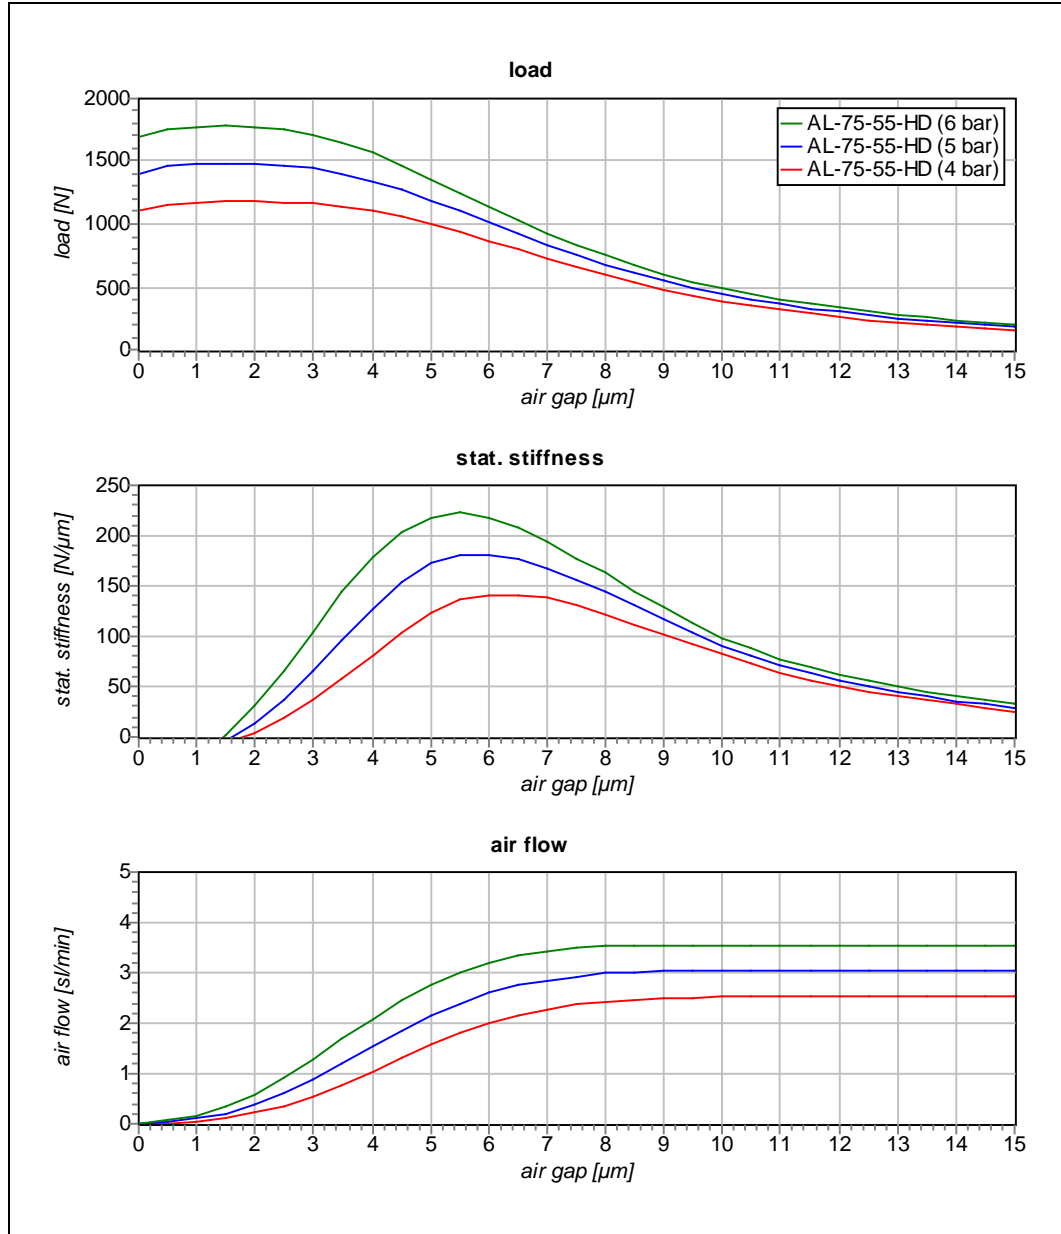 load
2000
1500
1000
500
0
load [N]
AL-75-55-HD (6 bar)
AL-75-55-HD (5 bar)
AL-75-55-HD (4 bar)
0 1 2 3 4 5 6 7 8 9 10 11 12 13 14 15
air gap [µm]
stat. stiffness
250
200
150
100
50
0
stat. stiffness [N/µm]
0 1 2 3 4 5 6 7 8 9 10 11 12 13 14 15
air gap [µm]
air flow
5
4
3
2
1
0
air flow [sl/min]
0 1 2 3 4 5 6 7 8 9 10 11 12 13 14 15
air gap [µm]